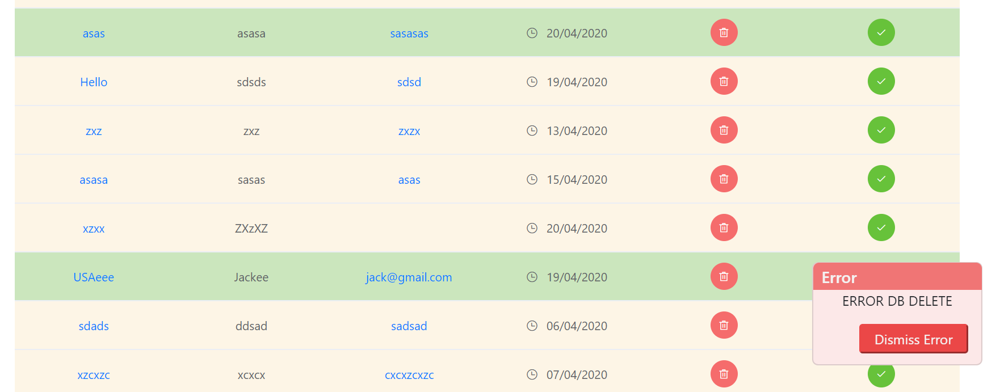 asas asasa sasasas 20/04/2020
Hello sdsds sdsd 19/04/2020
zxz zxz zxzx 13/04/2020
asasa sasas asas 15/04/2020
xzxx ZXzXZ 20/04/2020
USAeee Jackee jack@gmail.com 19/04/2020
Error
ERROR DB DELETE
Dismiss Error
sdads ddsad sadsad 06/04/2020
xzcxzc xcxcx cxcxzcxzc 07/04/2020